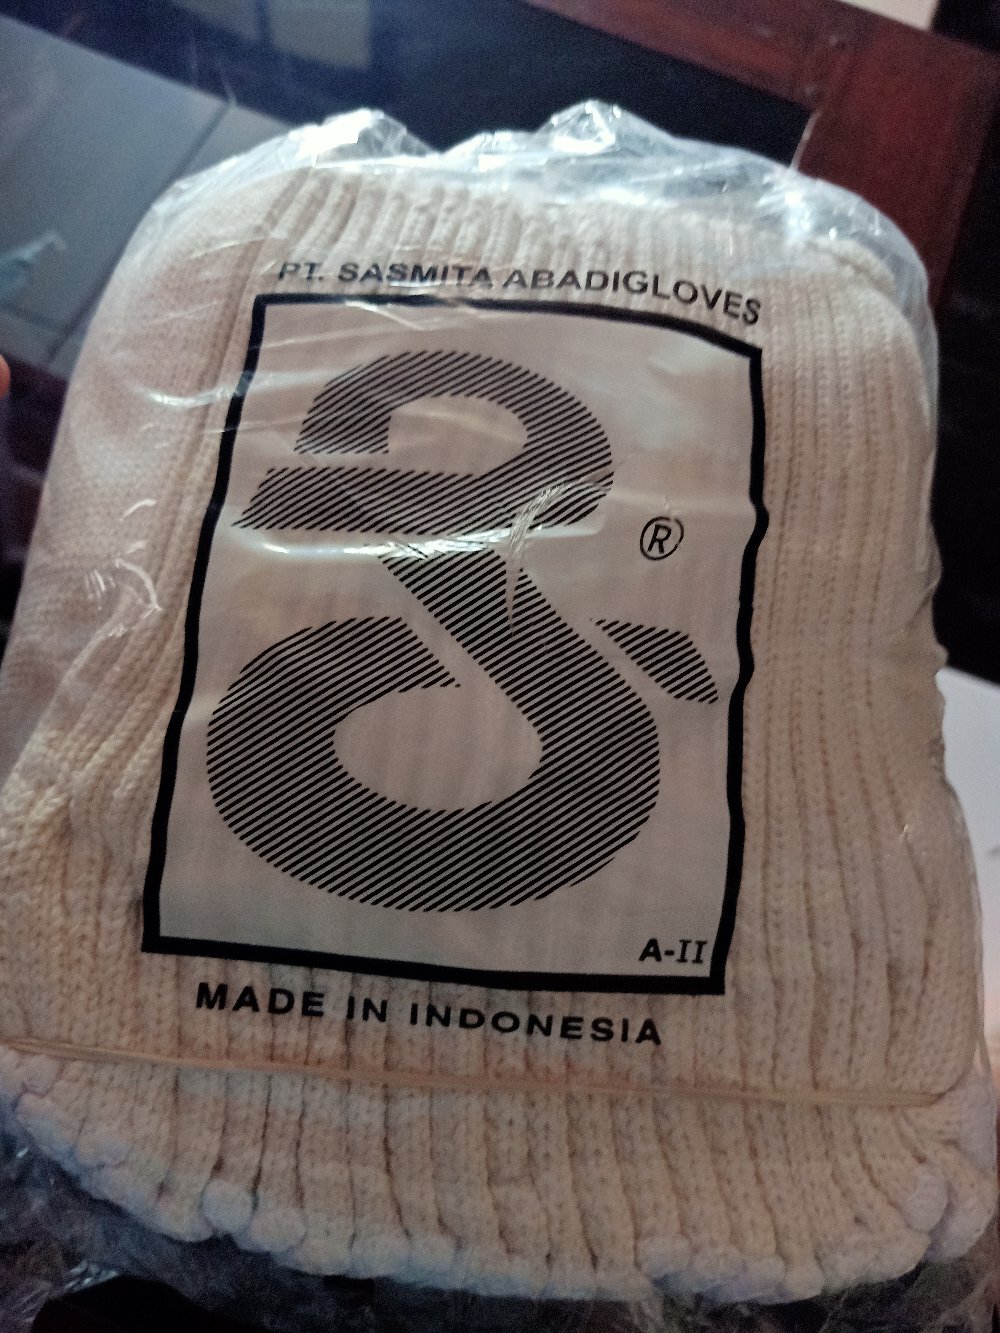 PT. SASMITA ABADIGLOVES
®
A-II
MADE IN INDONESIA